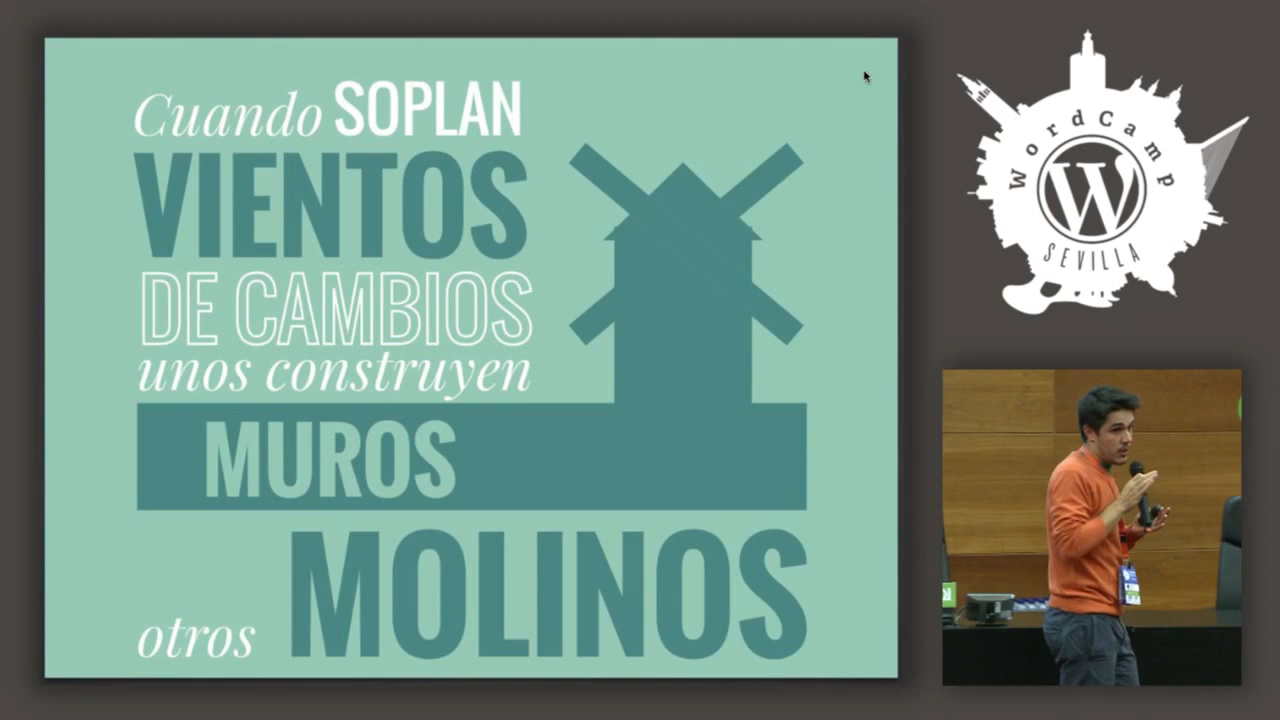 Cuando SOPLAN
VIENTOS
DE CAMBIOS
unos construyen
MUROS
otros MOLINOS
WordCamp
W
SEVILLA